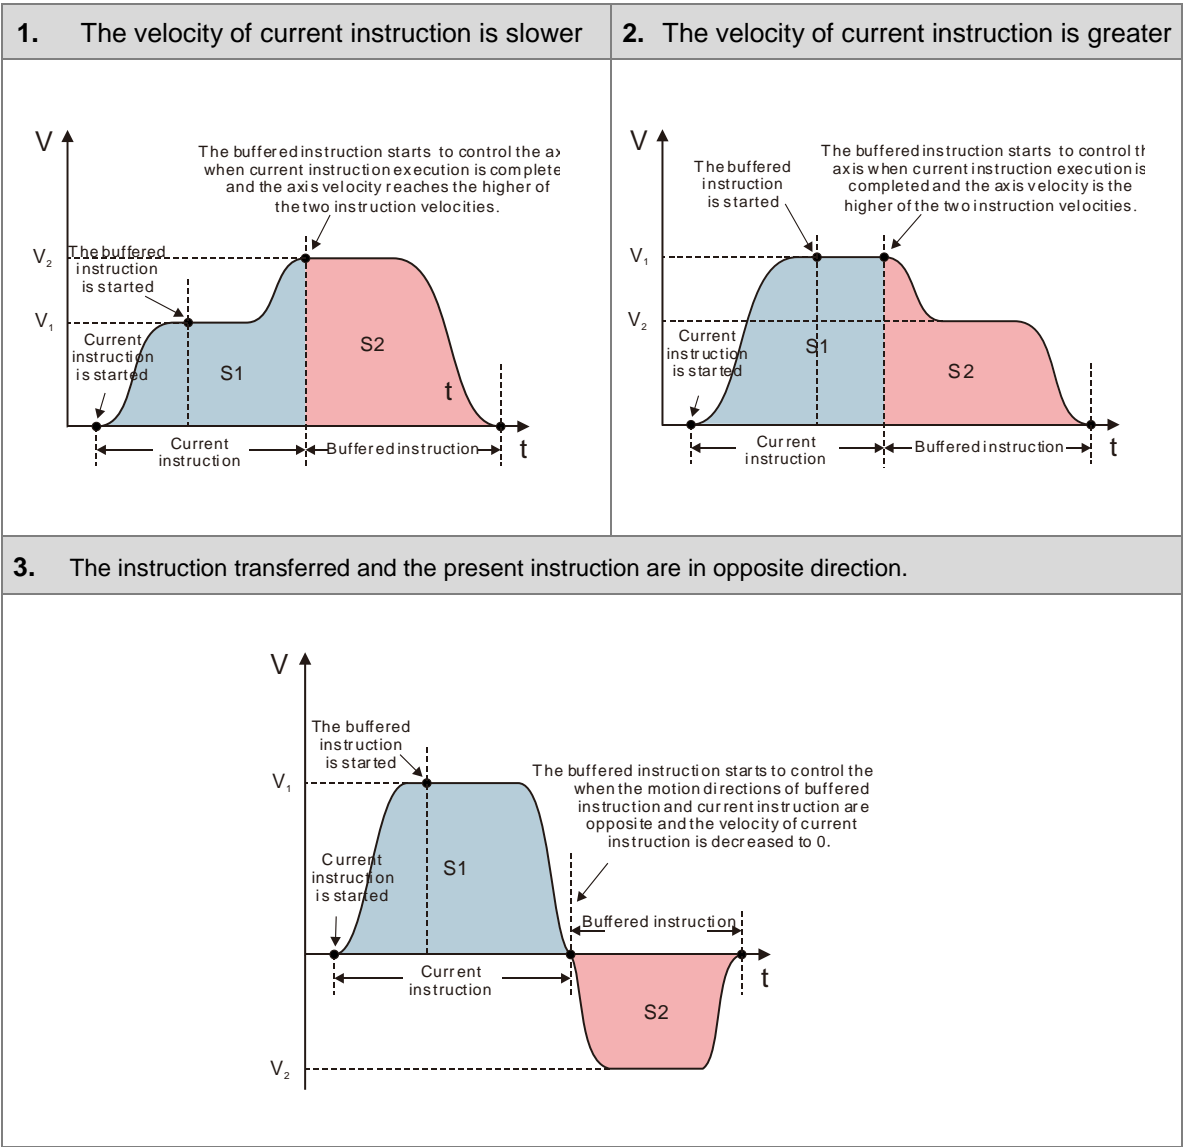 1. The velocity of current instruction is slower
2. The velocity of current instruction is greater
V
The buffered instruction starts to control the ax
when current instruction execution is complete
and the axis velocity reaches the higher of
the two instruction velocities.
V2
The buffered
instruction
is started
V1
Current
instruction
is started
S1
S2
t
Current
instruction
Buffered instruction
t
V
The buffered
instruction
is started
The buffered instruction starts to control th
axis when current instruction execution is
completed and the axis velocity is the
higher of the two instruction velocities.
V1
V2
Current
instruction
is started
S1
S2
Current
instruction
Buffered instruction
t
3. The instruction transferred and the present instruction are in opposite direction.
V
The buffered
instruction
is started
V1
The buffered instruction starts to control the
when the motion directions of buffered
instruction and current instruction are
opposite and the velocity of current
instruction is decreased to 0.
Current
instruction
is started
S1
Buffered instruction
Current
instruction
t
S2
V2